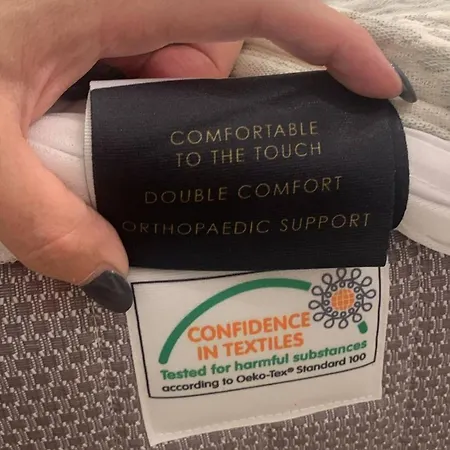 COMFORTABLE
TO THE TOUCH
DOUBLE COMFORT
ORTHOPAEDIC SUPPORT
CONFIDENCE
IN TEXTILES
Tested for harmful substances
according to Oeko-Tex® Standard 100